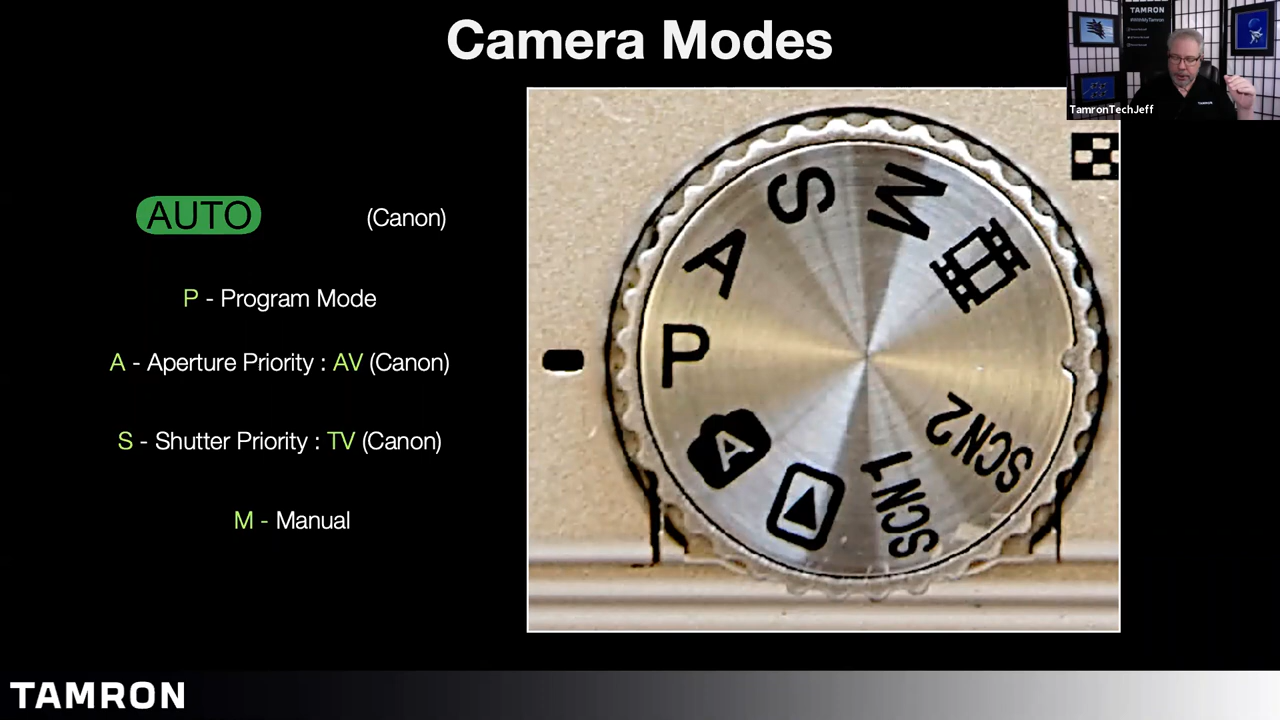 Camera Modes
TAMRON
#WithMyTamron
TamronTechJeff
AUTO (Canon)
P - Program Mode
A - Aperture Priority : AV (Canon)
S - Shutter Priority : TV (Canon)
M - Manual
S
M
A
P
A
SCN1
SCN2
TAMRON